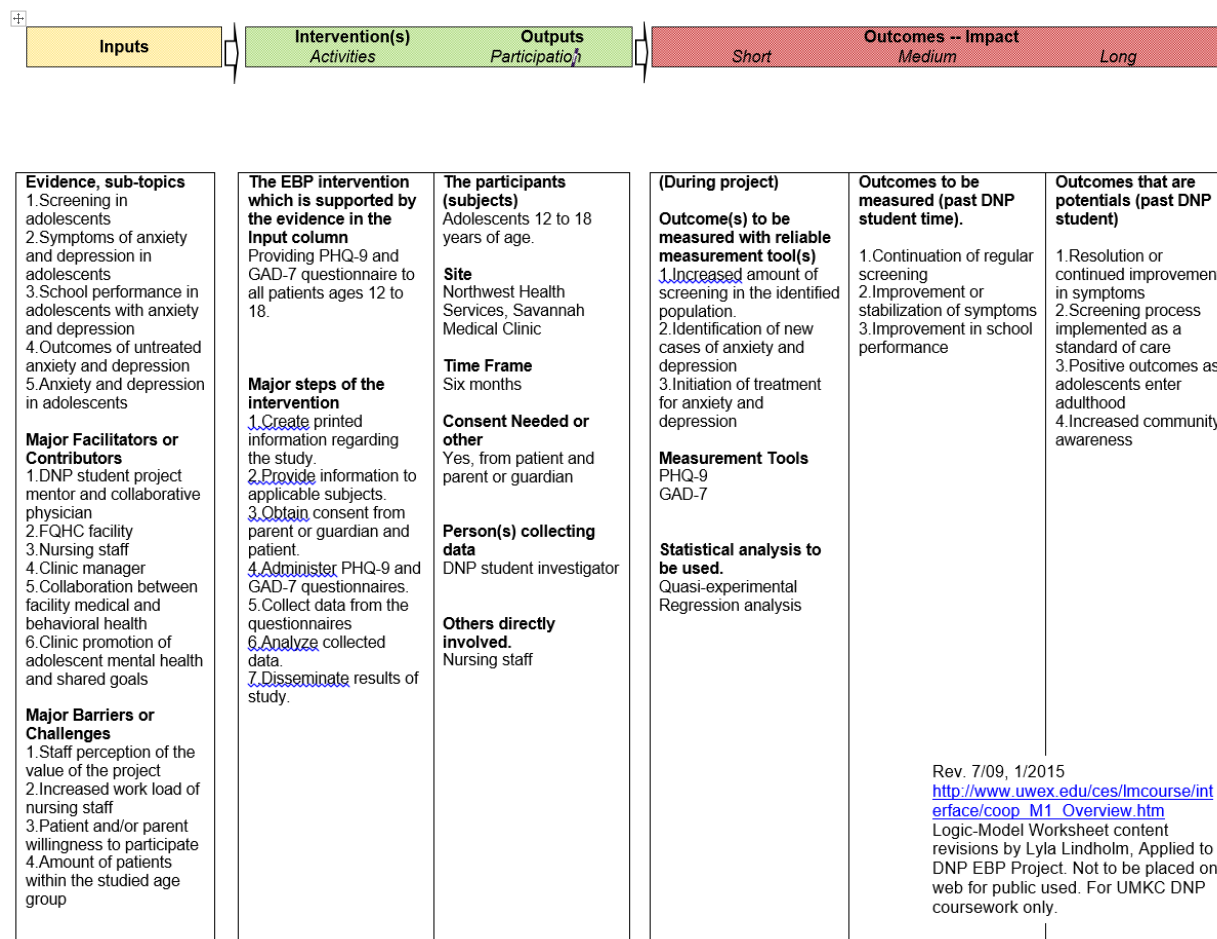 Inputs
Intervention(s)
Outputs
Activities
Participation
Outcomes -- Impact
Short
Medium
Long
Evidence, sub-topics
1.Screening in
adolescents
2.Symptoms of anxiety
and depression in
adolescents
3.School performance in
adolescents with anxiety
and depression
4.Outcomes of untreated
anxiety and depression
5.Anxiety and depression
in adolescents
Major Facilitators or
Contributors
1.DNP student project
mentor and collaborative
physician
2.FQHC facility
3.Nursing staff
4.Clinic manager
5.Collaboration between
facility medical and
behavioral health
6.Clinic promotion of
adolescent mental health
and shared goals
Major Barriers or
Challenges
1.Staff perception of the
value of the project
2.Increased work load of
nursing staff
3.Patient and/or parent
willingness to participate
4.Amount of patients
within the studied age
group
The EBP intervention
which is supported by
the evidence in the
Input column
Providing PHQ-9 and
GAD-7 questionnaire to
all patients ages 12 to
18.
Major steps of the
intervention
1.Create printed
information regarding
the study.
2.Provide information to
applicable subjects.
3.Obtain consent from
parent or guardian and
patient.
4.Administer PHQ-9 and
GAD-7 questionnaires.
5.Collect data from the
questionnaires
6.Analyze collected
data.
7.Disseminate results of
study.
The participants
(subjects)
Adolescents 12 to 18
years of age.
Site
Northwest Health
Services, Savannah
Medical Clinic
Time Frame
Six months
Consent Needed or
other
Yes, from patient and
parent or guardian
Person(s) collecting
data
DNP student investigator
Others directly
involved.
Nursing staff
(During project)
Outcome(s) to be
measured with reliable
measurement tool(s)
1.Increased amount of
screening in the identified
population.
2.Identification of new
cases of anxiety and
depression
3.Initiation of treatment
for anxiety and
depression
Measurement Tools
PHQ-9
GAD-7
Statistical analysis to
be used.
Quasi-experimental
Regression analysis
Outcomes to be
measured (past DNP
student time).
1.Continuation of regular
screening
2.Improvement or
stabilization of symptoms
3.Improvement in school
performance
Outcomes that are
potentials (past DNP
student)
1.Resolution or
continued improvemen
in symptoms
2.Screening process
implemented as a
standard of care
3.Positive outcomes as
adolescents enter
adulthood
4.Increased community
awareness
Rev. 7/09, 1/2015
http://www.uwex.edu/ces/lmcourse/int
erface/coop_M1_Overview.htm
Logic-Model Worksheet content
revisions by Lyla Lindholm, Applied to
DNP EBP Project. Not to be placed on
web for public used. For UMKC DNP
coursework only.